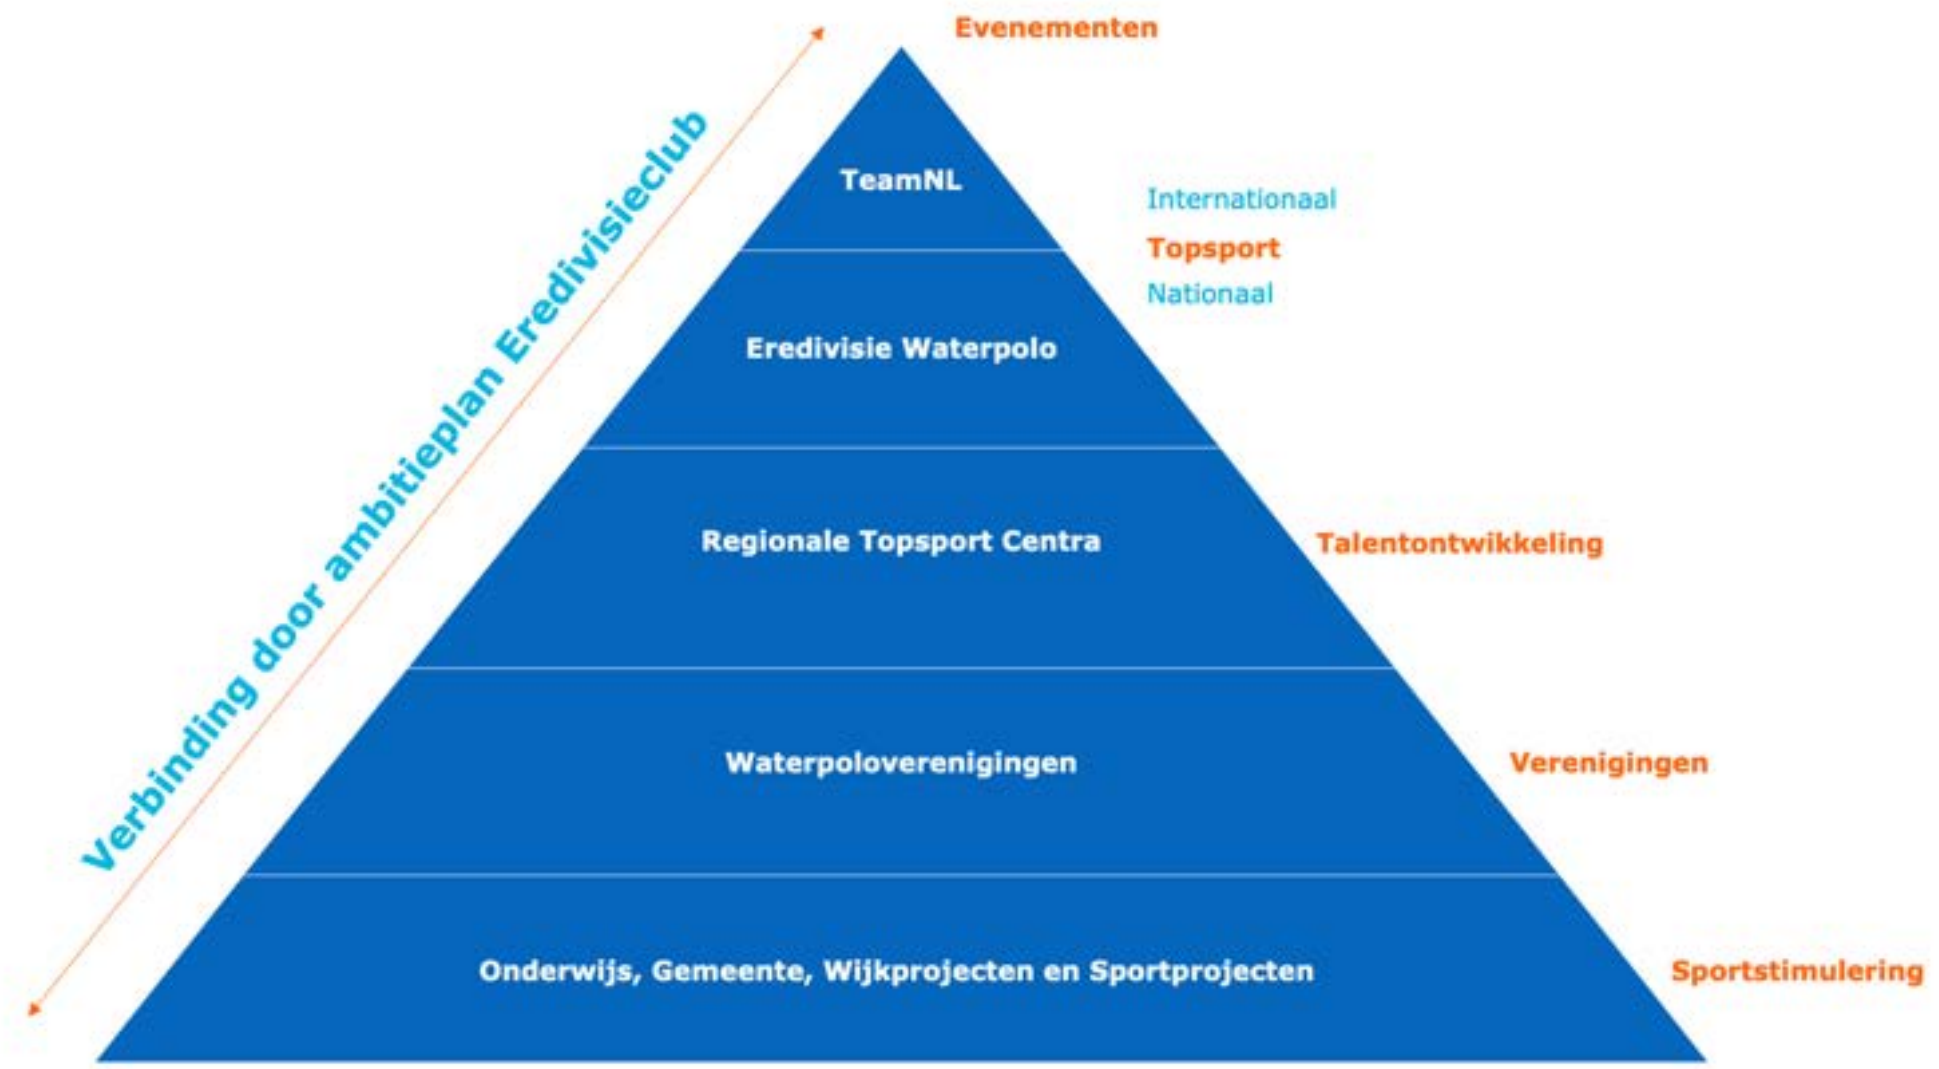 Evenementen
Verbinding door ambitieplan Eredivisieclub
TeamNL
Internationaal
Topsport
Nationaal
Eredivisie Waterpolo
Regionale Topsport Centra
Talentontwikkeling
Waterpoloverenigingen
Verenigingen
Onderwijs, Gemeente, Wijkprojecten en Sportprojecten
Sportstimulering